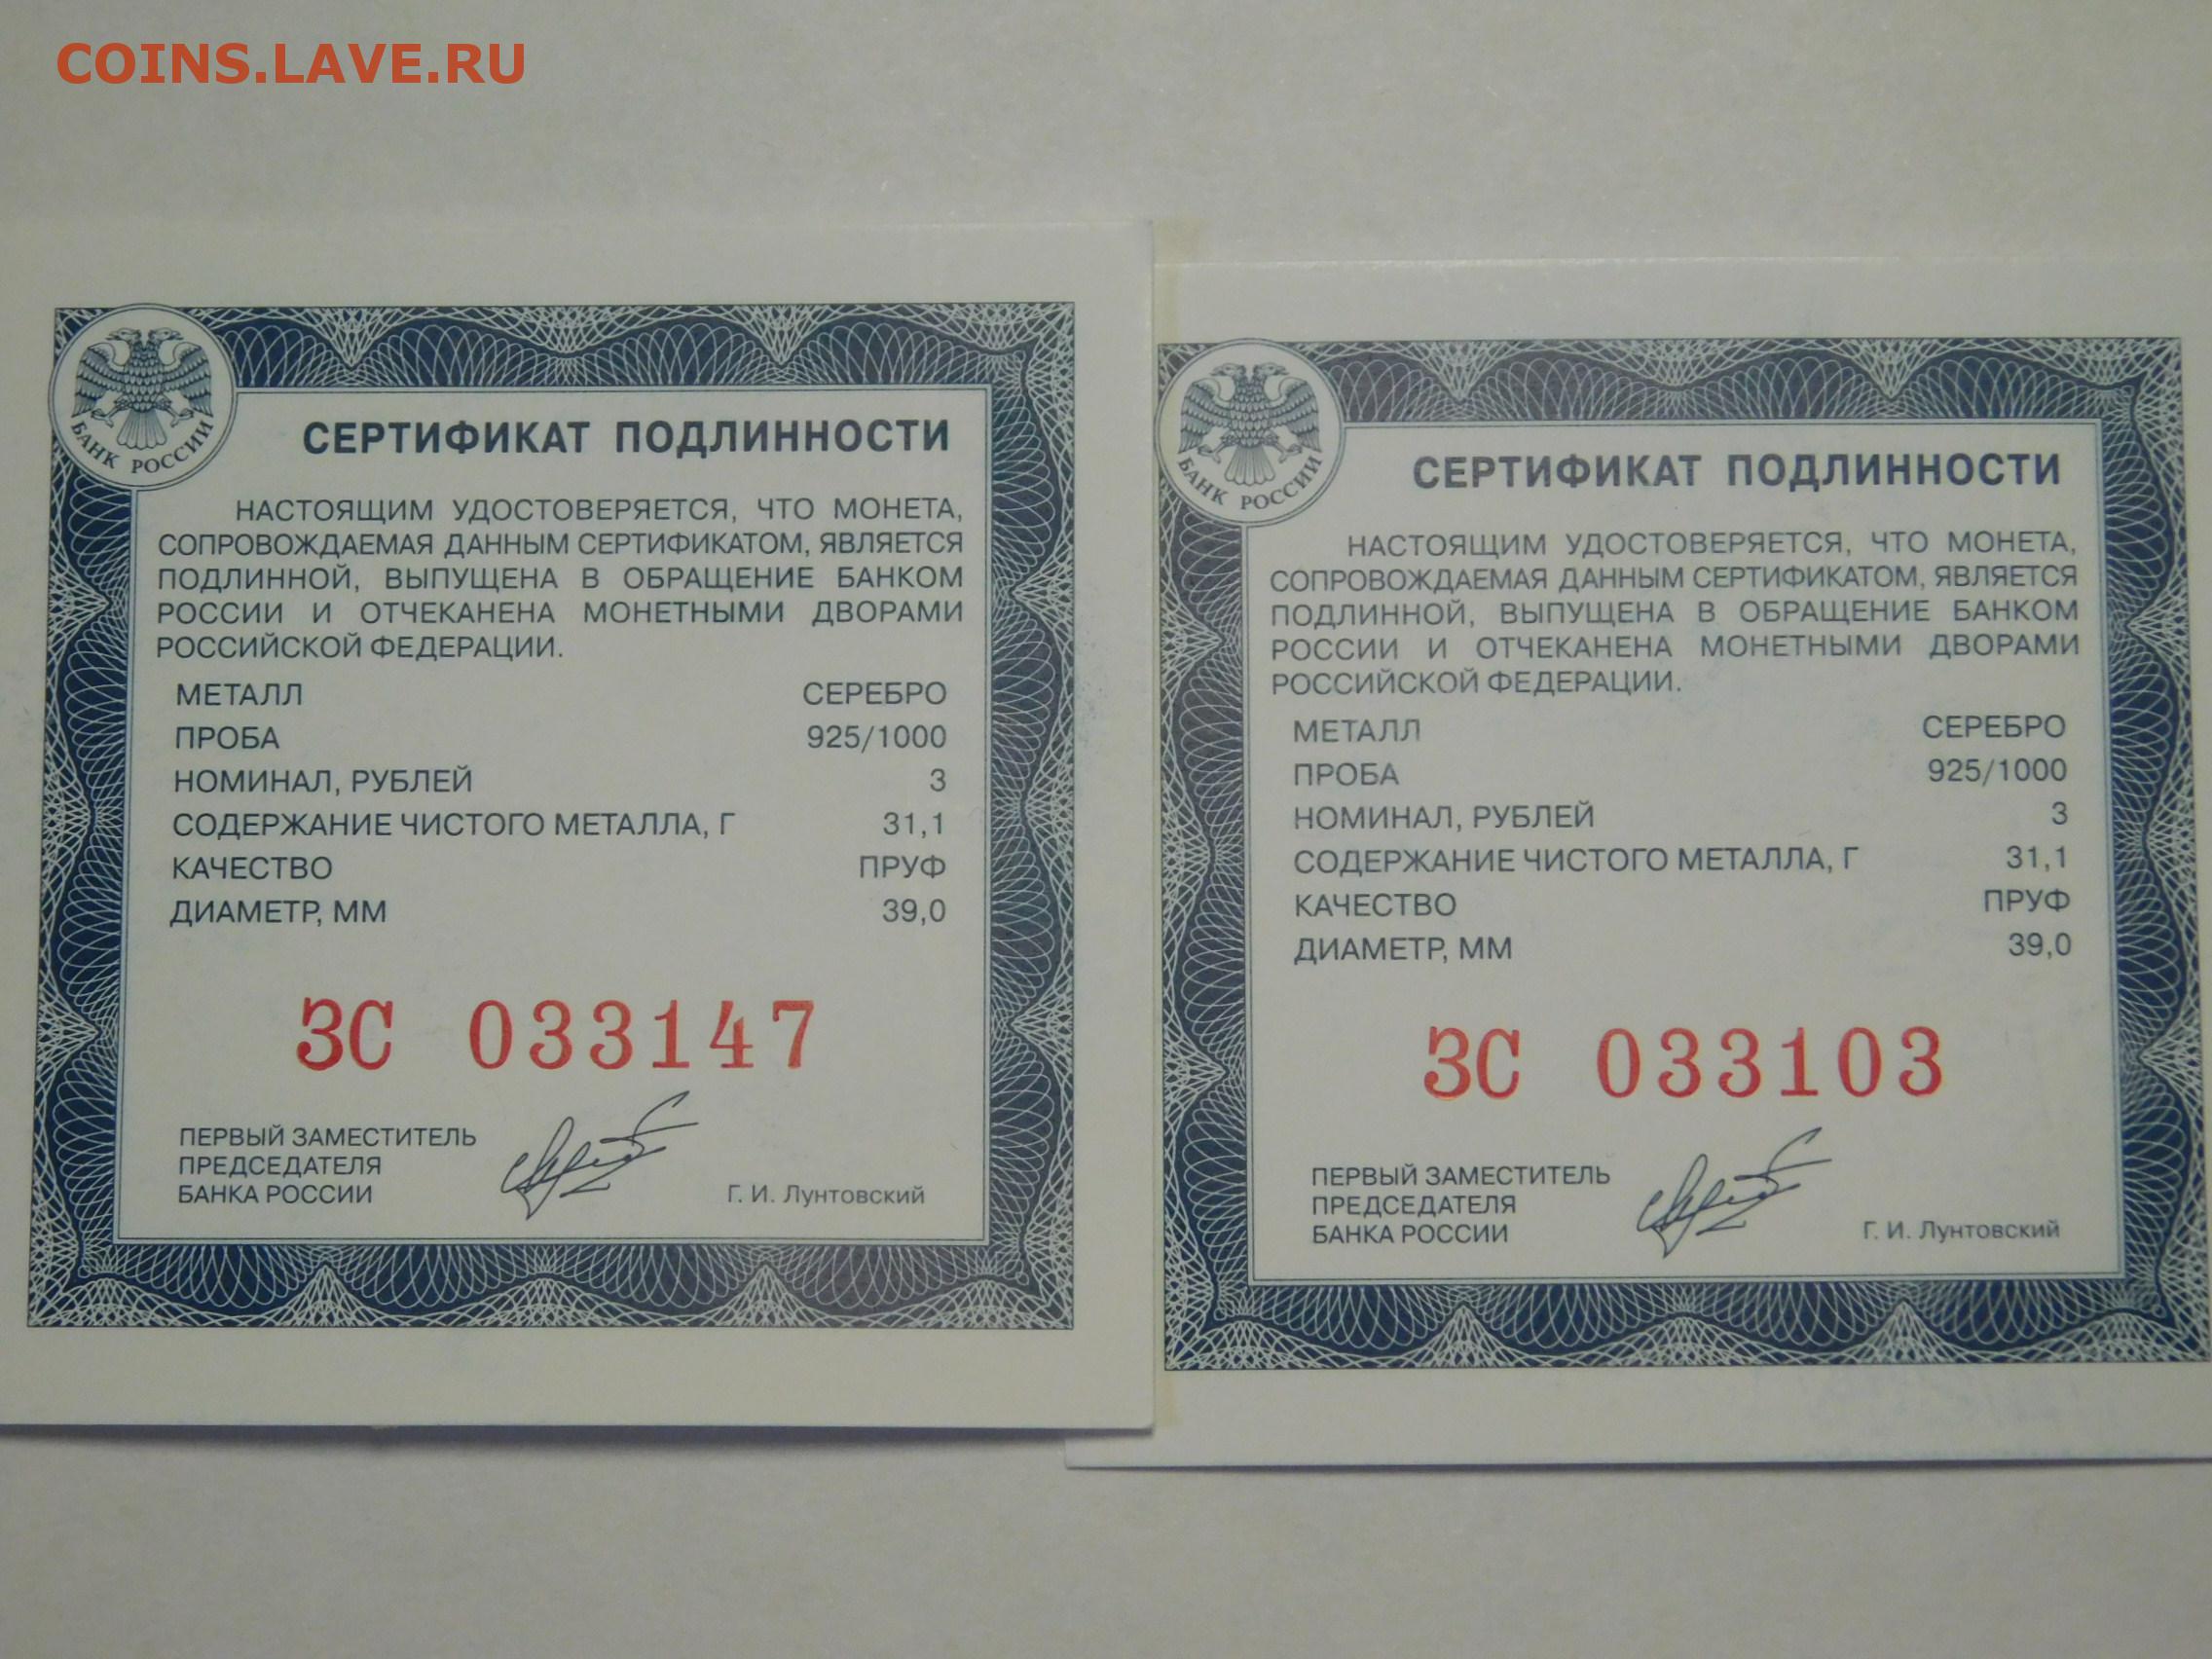 COINS.LAVE.RU
БАНК РОССИИ
СЕРТИФИКАТ ПОДЛИННОСТИ
НАСТОЯЩИМ УДОСТОВЕРЯЕТСЯ, ЧТО МОНЕТА,
СОПРОВОЖДАЕМАЯ ДАННЫМ СЕРТИФИКАТОМ, ЯВЛЯЕТСЯ
ПОДЛИННОЙ, ВЫПУЩЕНА В ОБРАЩЕНИЕ БАНКОМ
РОССИИ И ОТЧЕКАНЕНА МОНЕТНЫМИ ДВОРАМИ
РОССИЙСКОЙ ФЕДЕРАЦИИ.
МЕТАЛЛ СЕРЕБРО
ПРОБА 925/1000
НОМИНАЛ, РУБЛЕЙ 3
СОДЕРЖАНИЕ ЧИСТОГО МЕТАЛЛА, Г 31,1
КАЧЕСТВО ПРУФ
ДИАМЕТР, ММ 39,0
ЗС 033147
ПЕРВЫЙ ЗАМЕСТИТЕЛЬ
ПРЕДСЕДАТЕЛЯ
БАНКА РОССИИ Г. И. Лунтовский
БАНК РОССИИ
СЕРТИФИКАТ ПОДЛИННОСТИ
НАСТОЯЩИМ УДОСТОВЕРЯЕТСЯ, ЧТО МОНЕТА,
СОПРОВОЖДАЕМАЯ ДАННЫМ СЕРТИФИКАТОМ, ЯВЛЯЕТСЯ
ПОДЛИННОЙ, ВЫПУЩЕНА В ОБРАЩЕНИЕ БАНКОМ
РОССИИ И ОТЧЕКАНЕНА МОНЕТНЫМИ ДВОРАМИ
РОССИЙСКОЙ ФЕДЕРАЦИИ.
МЕТАЛЛ СЕРЕБРО
ПРОБА 925/1000
НОМИНАЛ, РУБЛЕЙ 3
СОДЕРЖАНИЕ ЧИСТОГО МЕТАЛЛА, Г 31,1
КАЧЕСТВО ПРУФ
ДИАМЕТР, ММ 39,0
ЗС 033103
ПЕРВЫЙ ЗАМЕСТИТЕЛЬ
ПРЕДСЕДАТЕЛЯ
БАНКА РОССИИ Г. И. Лунтовский